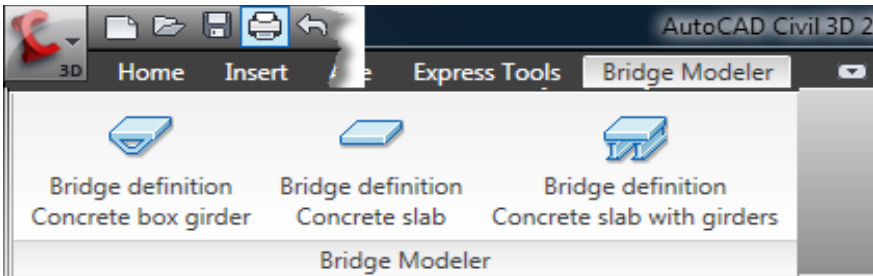 AutoCAD Civil 3D 2
3D
Home Insert Express Tools Bridge Modeler
Bridge definition Concrete box girder
Bridge definition Concrete slab
Bridge definition Concrete slab with girders
Bridge Modeler